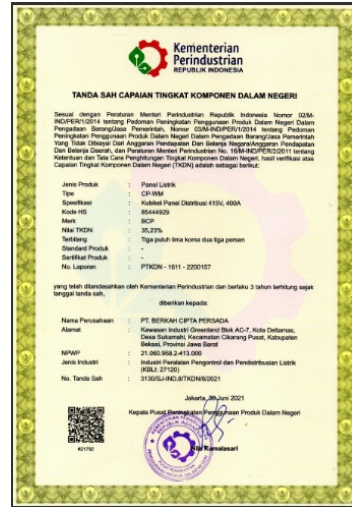 Kementerian
Perindustrian
REPUBLIK INDONESIA
TANDA SAH CAPAIAN TINGKAT KOMPONEN DALAM NEGERI
Sesuai dengan Peraturan Menteri Perindustrian Republik Indonesia Nomor 02/M-
IND/PER/1/2014 tentang Pedoman Peningkatan Penggunaan Produk Dalam Negeri Dalam
Pengadaan Barang/Jasa Pemerintah, Nomor 03/M-IND/PER/1/2014 tentang Pedoman
Peningkatan Penggunaan Produk Dalam Negeri Dalam Pengadaan Barang/Jasa Pemerintah
Yang Tidak Dibiayai Dari Anggaran Pendapatan Dan Belanja Negara/Anggaran Pendapatan
Dan Belanja Daerah, dan Peraturan Menteri Perindustrian No. 16/M-IND/PER/2/2011 tentang
Ketentuan dan Tata Cara Penghitungan Tingkat Komponen Dalam Negeri, hasil verifikasi atas
Capaian Tingkat Komponen Dalam Negeri (TKDN) adalah sebagai berikut:
Jenis Produk : Panel Listrik
Tipe : CP-WM
Spesifikasi : Kubikel Panel Distribusi 415V, 400A
Kode HS : 85444929
Merk : BCP
Nilai TKDN : 35,23%
Terbilang : Tiga puluh lima koma dua tiga persen
Standard Produk : -
Sertifikat Produk : -
No. Laporan : PTKDN - 1611 - 2200157
yang telah ditandasahkan oleh Kementerian Perindustrian dan berlaku 3 tahun terhitung sejak
tanggal tanda sah,
diberikan kepada:
Nama Perusahaan : PT. BERKAH CIPTA PERSADA
Alamat : Kawasan Industri Greenland Blok AC-7, Kota Deltamas,
Desa Sukamahi, Kecamatan Cikarang Pusat, Kabupaten
Bekasi, Provinsi Jawa Barat
NPWP : 21.060.958.2-413.000
Jenis Industri : Industri Peralatan Pengontrol dan Pendistribusian Listrik
(KBLI: 27120)
No. Tanda Sah : 3130/SJ-IND.8/TKDN/6/2021
Jakarta, 30 Juni 2021
Kepala Pusat Peningkatan Penggunaan Produk Dalam Negeri
Nila Kumalasari
421792